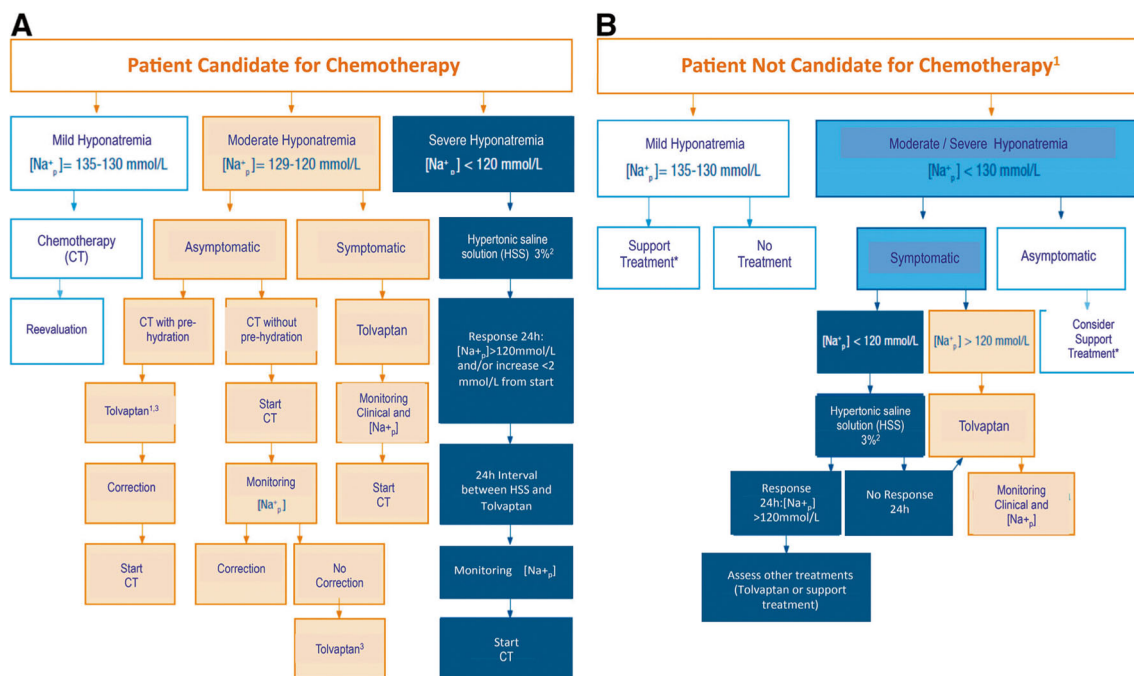 A
Patient Candidate for Chemotherapy
Mild Hyponatremia
[Na⁺p]= 135-130 mmol/L
Moderate Hyponatremia
[Na⁺p]= 129-120 mmol/L
Severe Hyponatremia
[Na⁺p] < 120 mmol/L
Chemotherapy
(CT)
Asymptomatic
Symptomatic
Hypertonic saline
solution (HSS) 3%²
Reevaluation
CT with pre-
hydration
CT without
pre-hydration
Tolvaptan
Response 24h:
[Na+p]>120mmol/L
and/or increase <2
mmol/L from start
Tolvaptan¹,³
Start
CT
Monitoring
Clinical and
[Na+p]
Correction
Monitoring
[Na⁺p]
Start
CT
24h Interval
between HSS and
Tolvaptan
Start
CT
Correction
No
Correction
Monitoring [Na+p]
Tolvaptan³
Start
CT
B
Patient Not Candidate for Chemotherapy¹
Mild Hyponatremia
[Na⁺p]= 135-130 mmol/L
Moderate / Severe Hyponatremia
[Na⁺p] < 130 mmol/L
Support
Treatment*
No
Treatment
Symptomatic
Asymptomatic
[Na⁺p] < 120 mmol/L
[Na⁺p] > 120 mmol/L
Consider
Support
Treatment*
Hypertonic saline
solution (HSS)
3%²
Tolvaptan
Response
24h:[Na+p]
>120mmol/L
No Response
24h
Monitoring
Clinical and
[Na+p]
Assess other treatments
(Tolvaptan or support
treatment)